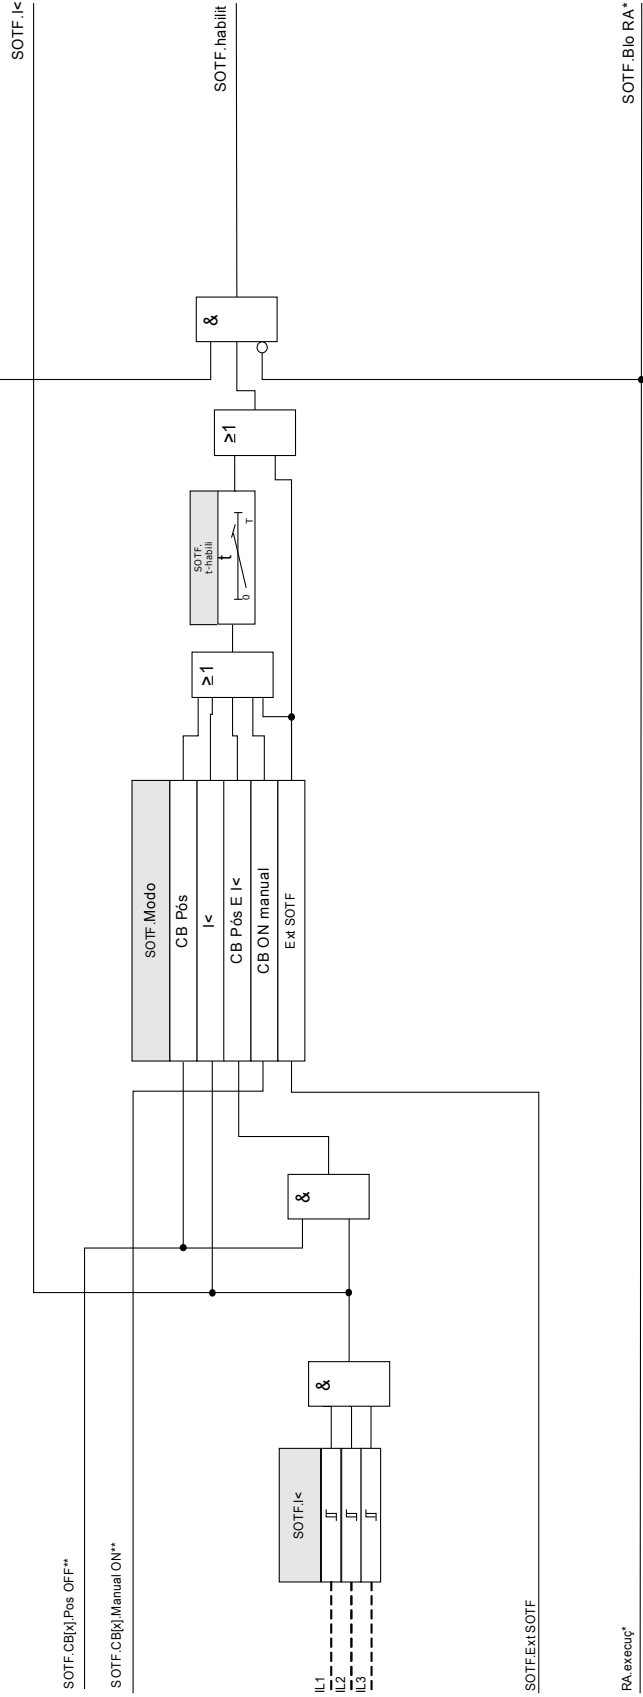 SOTF.I<
SOTF.habilit
SOTF.Blo RA*
&
≥1
SOTF.
t-habili
t
0
T
≥1
SOTF.Modo
CB Pós
I<
CB Pós E I<
CB ON manual
Ext SOTF
&
&
SOTF.I<
IL1
IL2
IL3
SOTF.CB[x].Pos OFF**
SOTF.CB[x].Manual ON**
SOTF.Ext SOTF
RA.execuç*